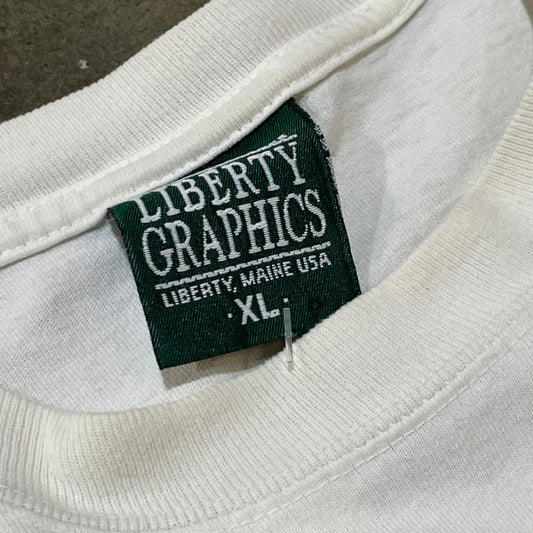 LIBERTY
GRAPHICS
LIBERTY, MAINE USA
·XL·